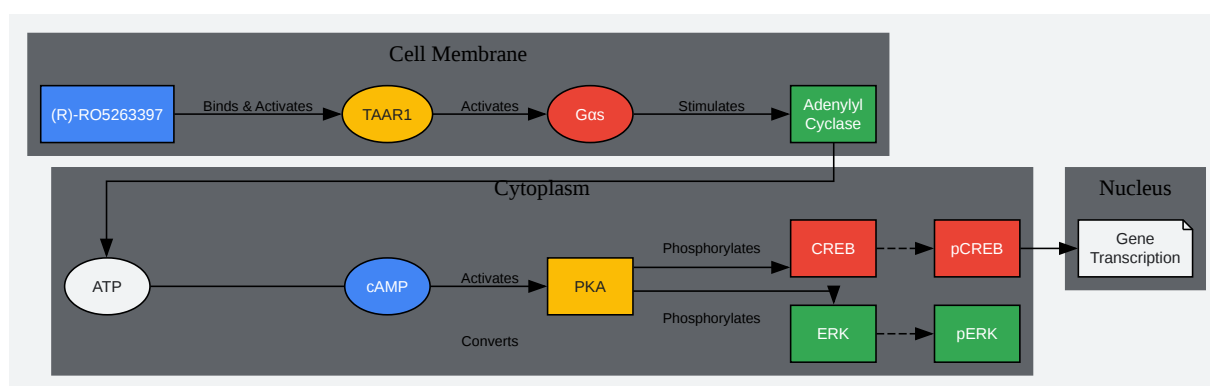 Cell Membrane
(R)-RO5263397
Binds & Activates
TAAR1
Activates
Gαs
Stimulates
Adenylyl
Cyclase
Cytoplasm
ATP
cAMP
Activates
PKA
Phosphorylates
CREB
pCREB
Phosphorylates
ERK
pERK
Converts
Nucleus
Gene
Transcription